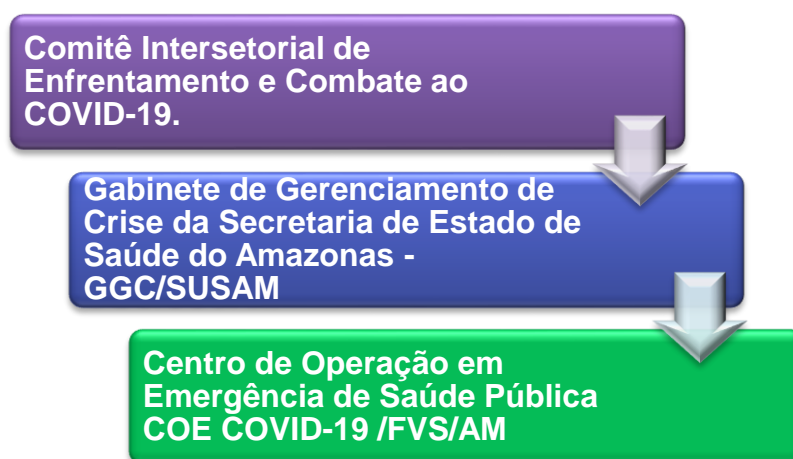 Comitê Intersetorial de
Enfrentamento e Combate ao
COVID-19.
Gabinete de Gerenciamento de
Crise da Secretaria de Estado de
Saúde do Amazonas -
GGC/SUSAM
Centro de Operação em
Emergência de Saúde Pública
COE COVID-19 /FVS/AM